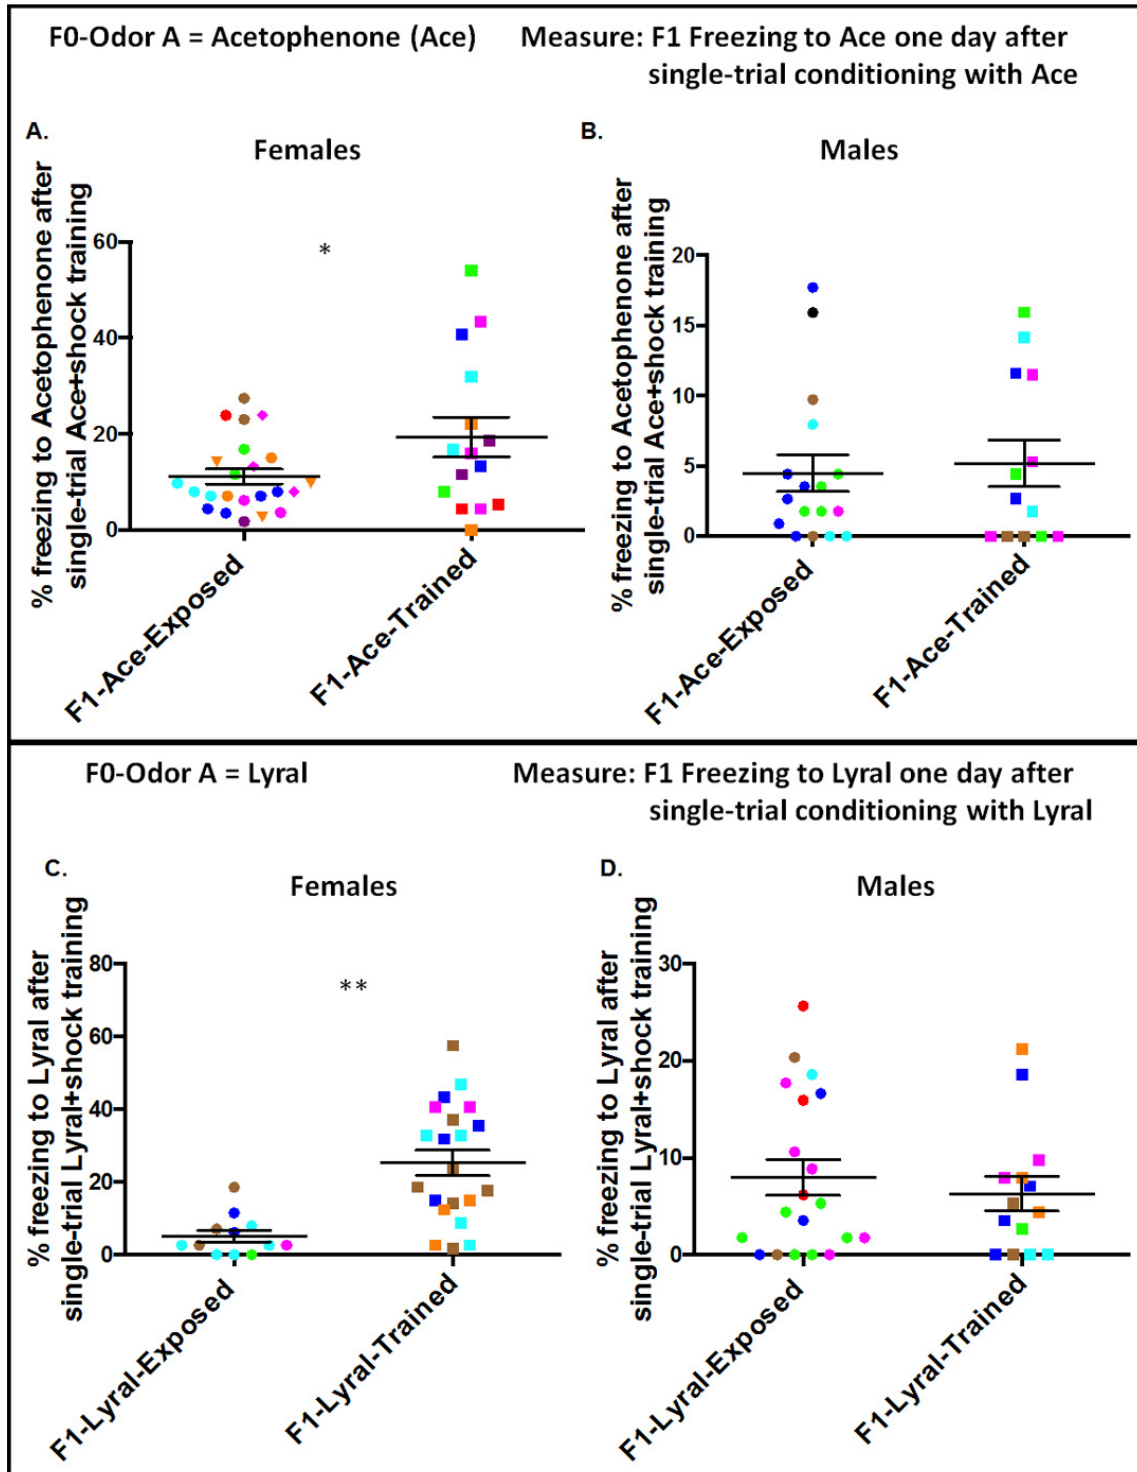 F0-Odor A = Acetophenone (Ace)
Measure: F1 Freezing to Ace one day after
single-trial conditioning with Ace
A.
Females
% freezing to Acetophenone after
single-trial Ace+shock training
60
40
20
0
*
F1-Ace-Exposed
F1-Ace-Trained
B.
Males
% freezing to Acetophenone after
single-trial Ace+shock training
20
15
10
5
0
F1-Ace-Exposed
F1-Ace-Trained
F0-Odor A = Lyral
Measure: F1 Freezing to Lyral one day after
single-trial conditioning with Lyral
C.
Females
% freezing to Lyral after
single-trial Lyral+shock training
80
60
40
20
0
**
F1-Lyral-Exposed
F1-Lyral-Trained
D.
Males
% freezing to Lyral after
single-trial Lyral+shock training
30
20
10
0
F1-Lyral-Exposed
F1-Lyral-Trained